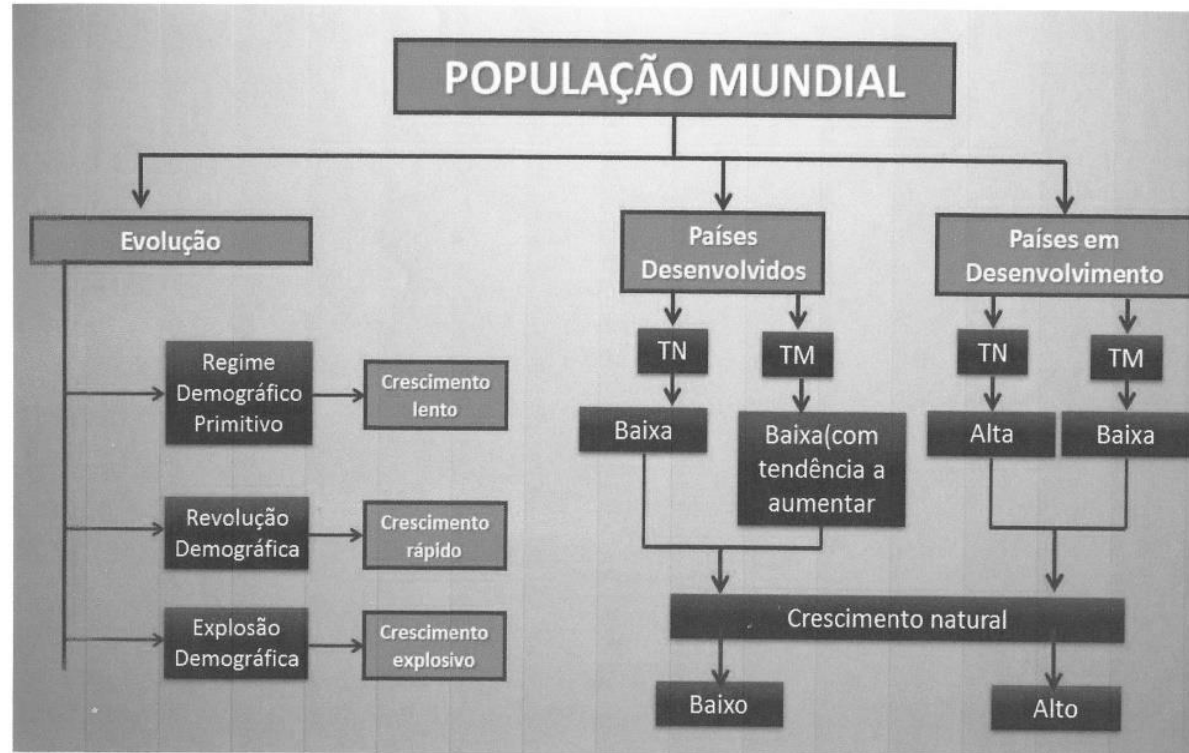 POPULAÇÃO MUNDIAL
Evolução
Regime
Demográfico
Primitivo
Crescimento
lento
Revolução
Demográfica
Crescimento
rápido
Explosão
Demográfica
Crescimento
explosivo
Países
Desenvolvidos
TN
TM
Baixa
Baixa(com
tendência a
aumentar
Países em
Desenvolvimento
TN
TM
Alta
Baixa
Crescimento natural
Baixo
Alto